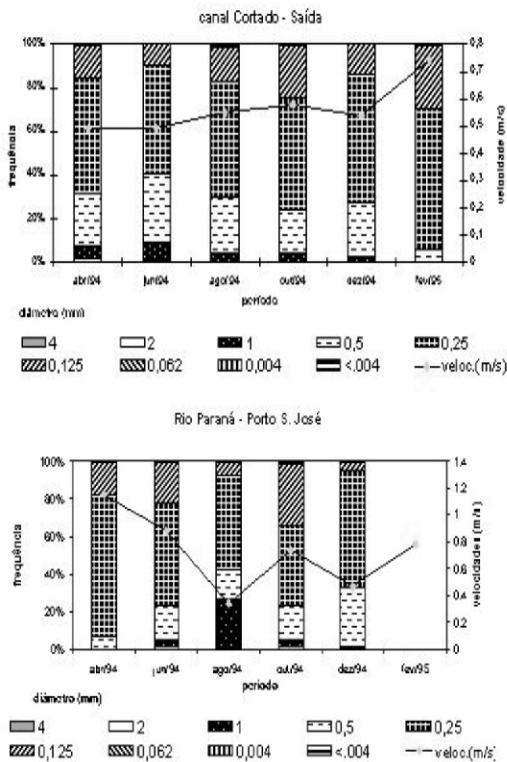 canal Cortado - Saída
100%
80%
60%
40%
20%
0%
frequência
0,8
0,7
0,6
0,5
0,4
0,3
0,2
0,1
0
velocidade (m/s)
abr/94 jun/94 ago/94 out/94 dez/94 fev/95
período
diâmetro (mm)
4 2 1 0,5 0,25
0,125 0,062 0,004 <.004 veloc.(m/s)
Rio Paraná - Porto S. José
100%
80%
60%
40%
20%
0%
frequência
1,4
1,2
1
0,8
0,6
0,4
0,2
0
velocidades (m/s)
abr/94 jun/94 ago/94 out/94 dez/94 fev/95
período
diâmetro (mm)
4 2 1 0,5 0,25
0,125 0,062 0,004 <.004 veloc.(m/s)